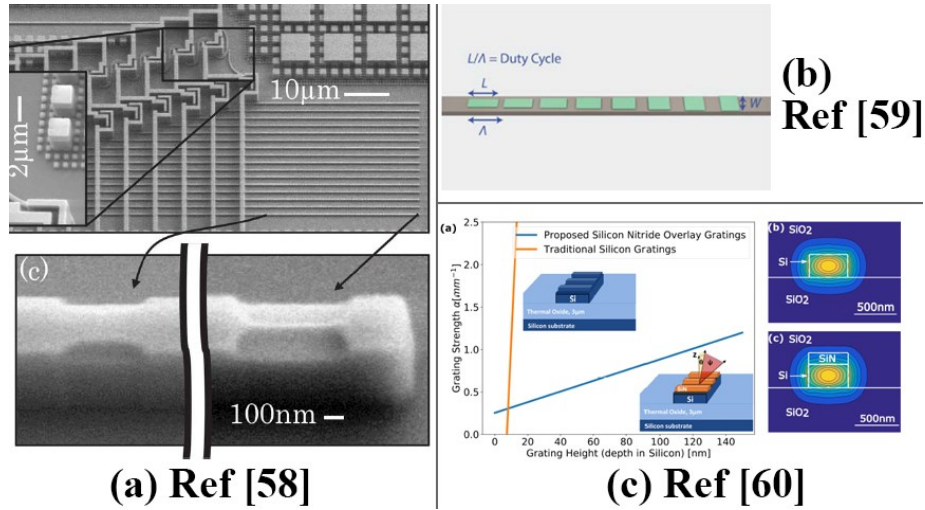 10μm
2μm
(c)
100nm
(a) Ref [58]
L/Λ = Duty Cycle
L
W
Λ
(b)
Ref [59]
(a)
2.5
2.0
1.5
1.0
0.5
0.0
Grating Strength α[mm⁻¹]
Proposed Silicon Nitride Overlay Gratings
Traditional Silicon Gratings
Si
Thermal Oxide, 3μm
Silicon substrate
Z
SiN
Si
Thermal Oxide, 3μm
Silicon substrate
0 20 40 60 80 100 120 140
Grating Height (depth in Silicon) [nm]
(b) SiO2
Si
SiO2
500nm
(c) SiO2
SiN
Si
SiO2
500nm
(c) Ref [60]